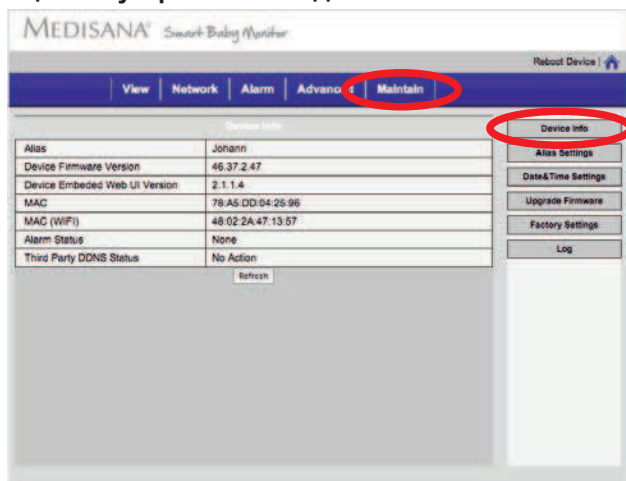 MEDISANA® Smart Baby Monitor
Reboot Device |
View | Network | Alarm | Advanced | Maintain
Device Info
Alias Johann
Device Firmware Version 46.37.2.47
Device Embeded Web UI Version 2.1.1.4
MAC 78:A5:DD:04:25:96
MAC (WIFI) 48:02:2A:47:13:57
Alarm Status None
Third Party DDNS Status No Action
Refresh
Device Info
Alias Settings
Date&Time Settings
Upgrade Firmware
Factory Settings
Log